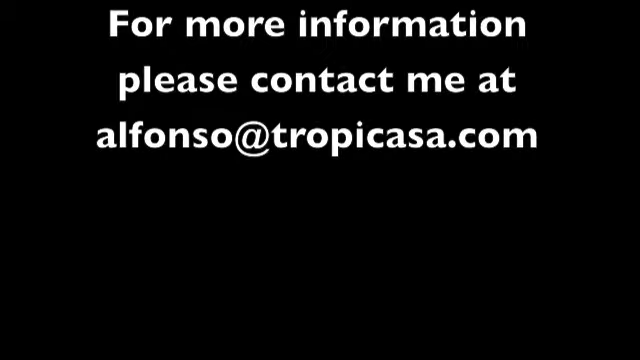 For more information
please contact me at
alfonso@tropicasa.com